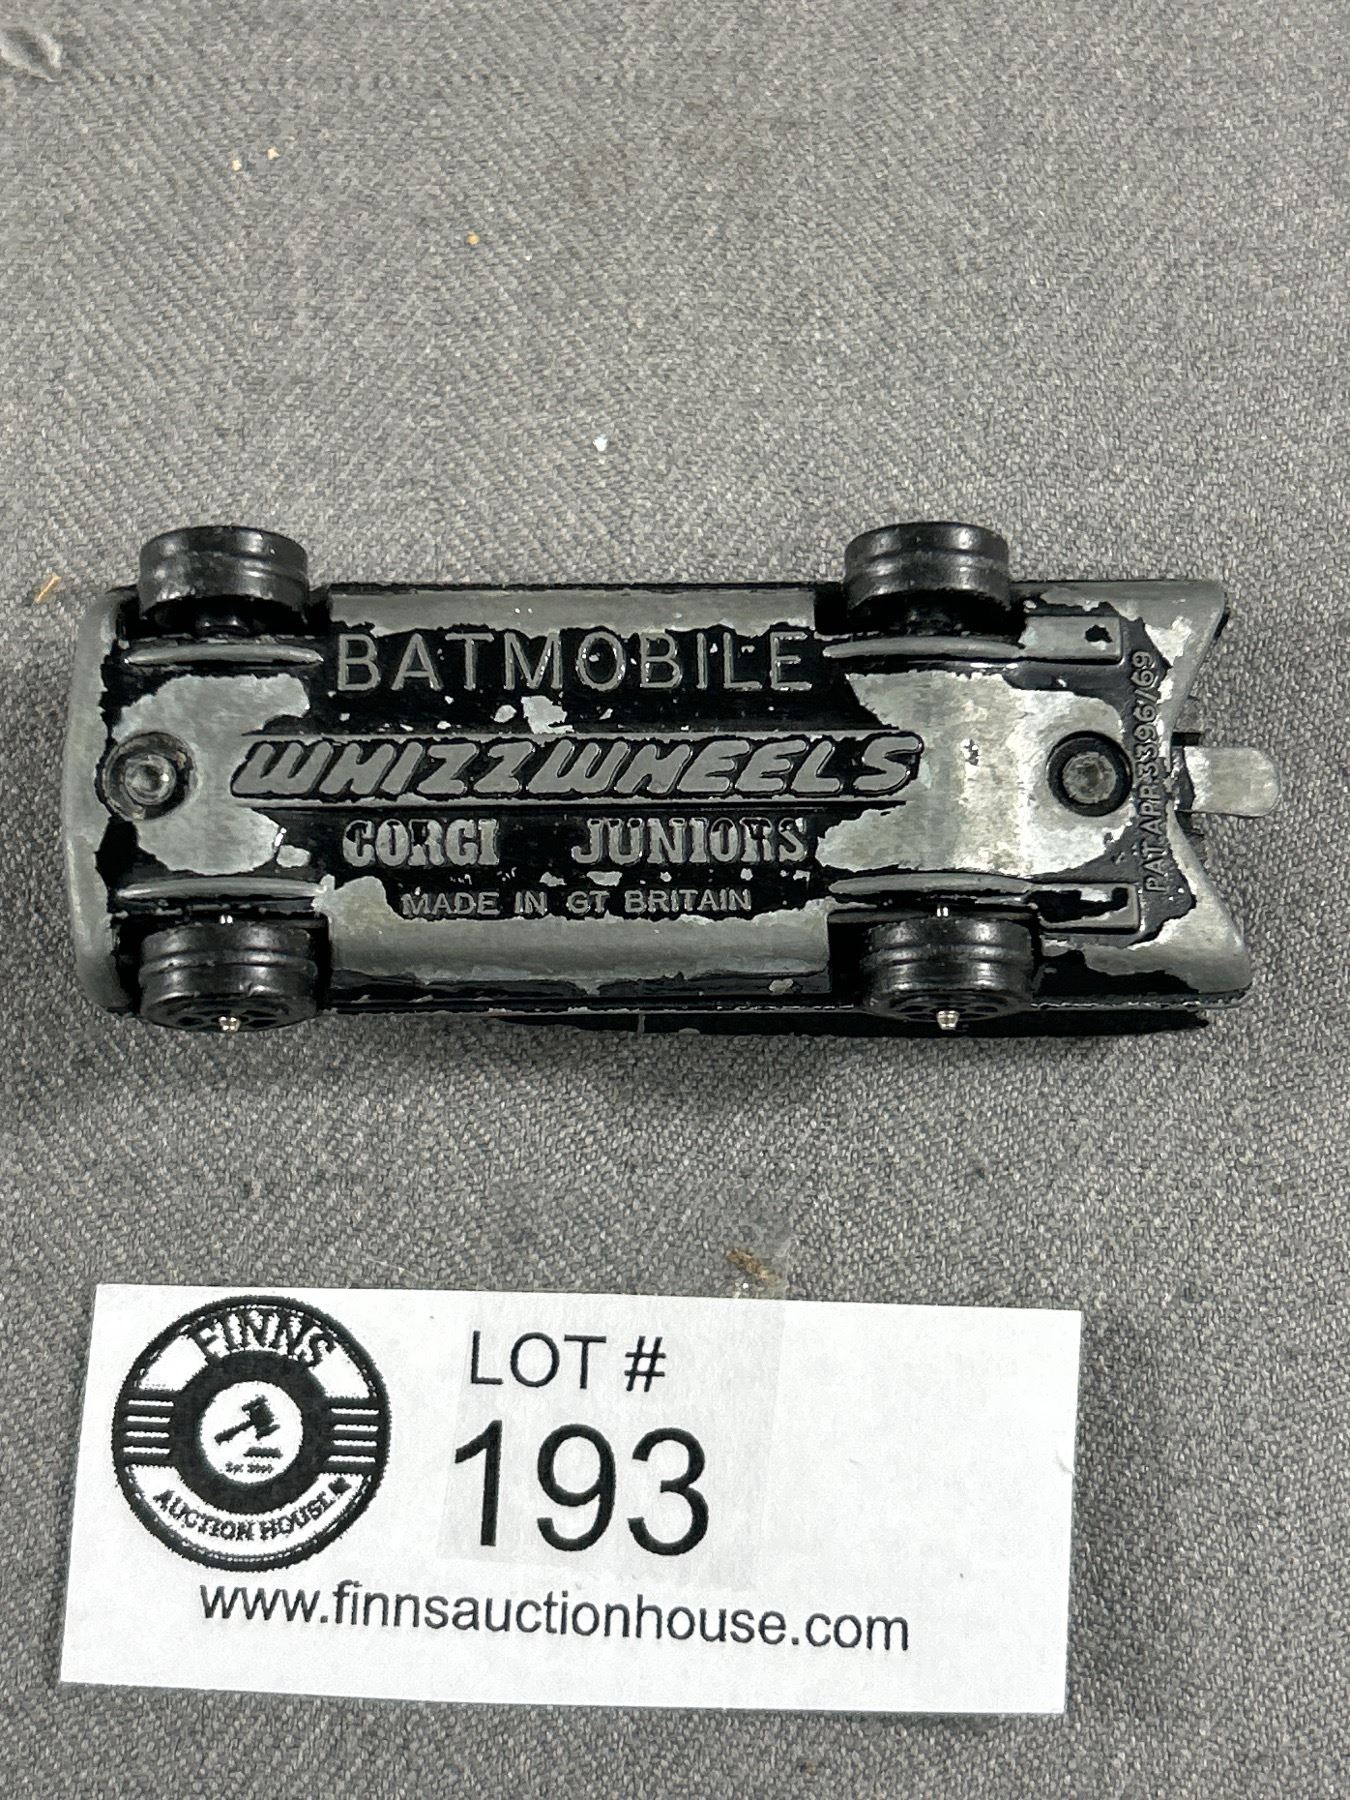 BATMOBILE
WHIZZWHEELS
CORGI JUNIORS
MADE IN GT BRITAIN
PAT APP 3396/69
FINNS
AUCTION HOUSE
LOT #
193
www.finnsauctionhouse.com